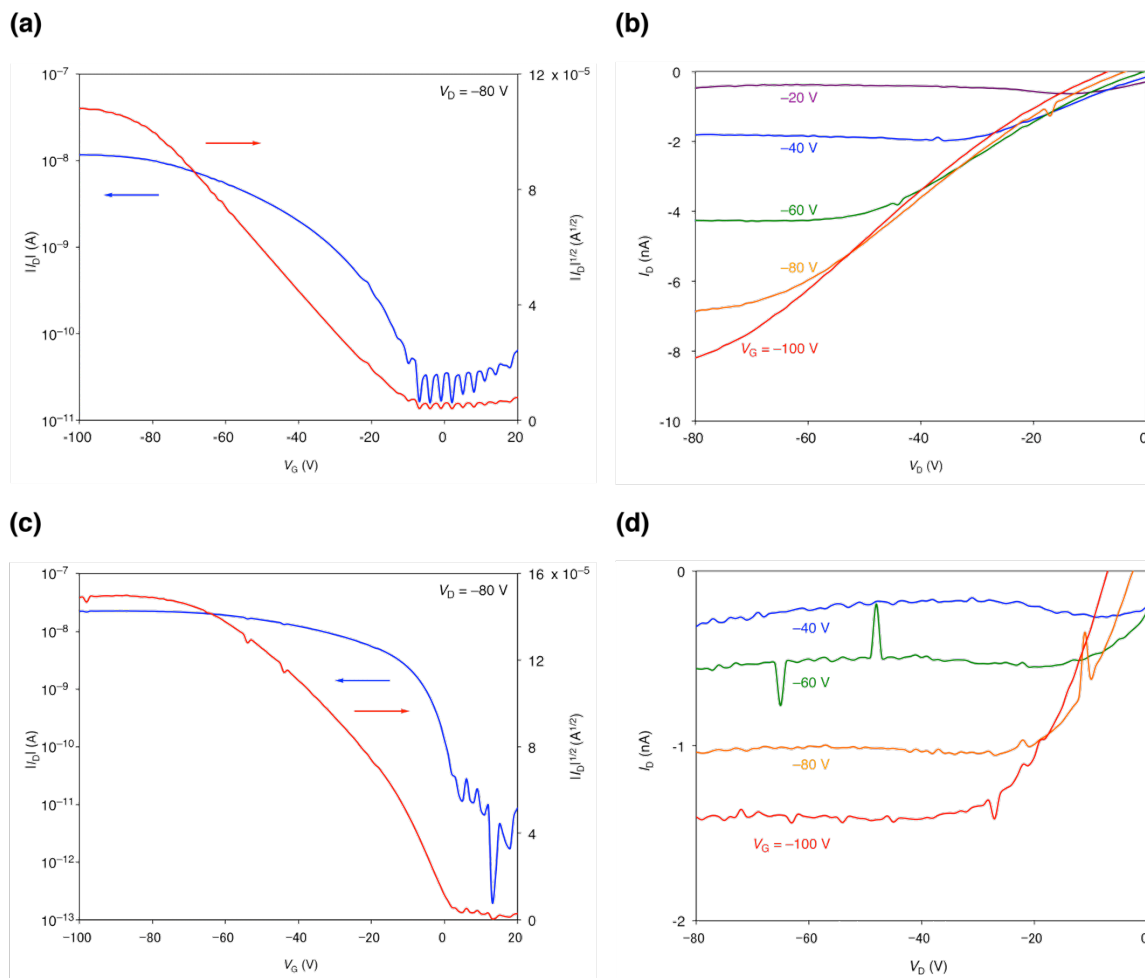 (a)
V_D = –80 V
12 x 10⁻⁵
10⁻⁷
10⁻⁸
10⁻⁹
10⁻¹⁰
10⁻¹¹
8
4
0
|I_D| (A)
|I_D|^1/2 (A^1/2)
-100 -80 -60 -40 -20 0 20
V_G (V)
(b)
0
-2
-4
-6
-8
-10
I_D (nA)
–20 V
–40 V
–60 V
–80 V
V_G = –100 V
-80 -60 -40 -20 0
V_D (V)
(c)
V_D = –80 V
16 x 10⁻⁵
10⁻⁷
10⁻⁸
10⁻⁹
10⁻¹⁰
10⁻¹¹
10⁻¹²
10⁻¹³
12
8
4
0
|I_D| (A)
|I_D|^1/2 (A^1/2)
−100 −80 −60 −40 −20 0 20
V_G (V)
(d)
0
-1
-2
I_D (nA)
–40 V
–60 V
–80 V
V_G = –100 V
−80 −60 −40 −20 0
V_D (V)